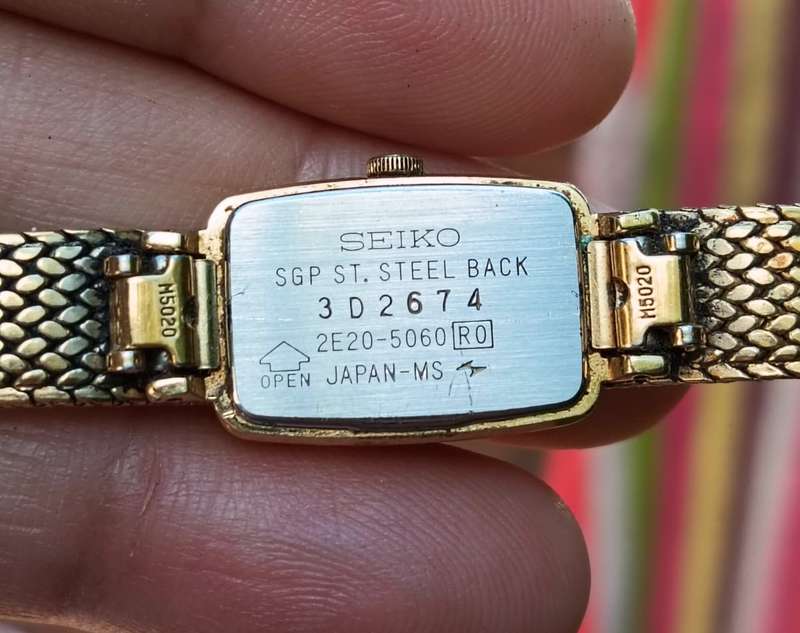 SEIKO
SGP ST. STEEL BACK
3D2674
2E20-5060 R0
OPEN JAPAN-MS
M5020
M5020